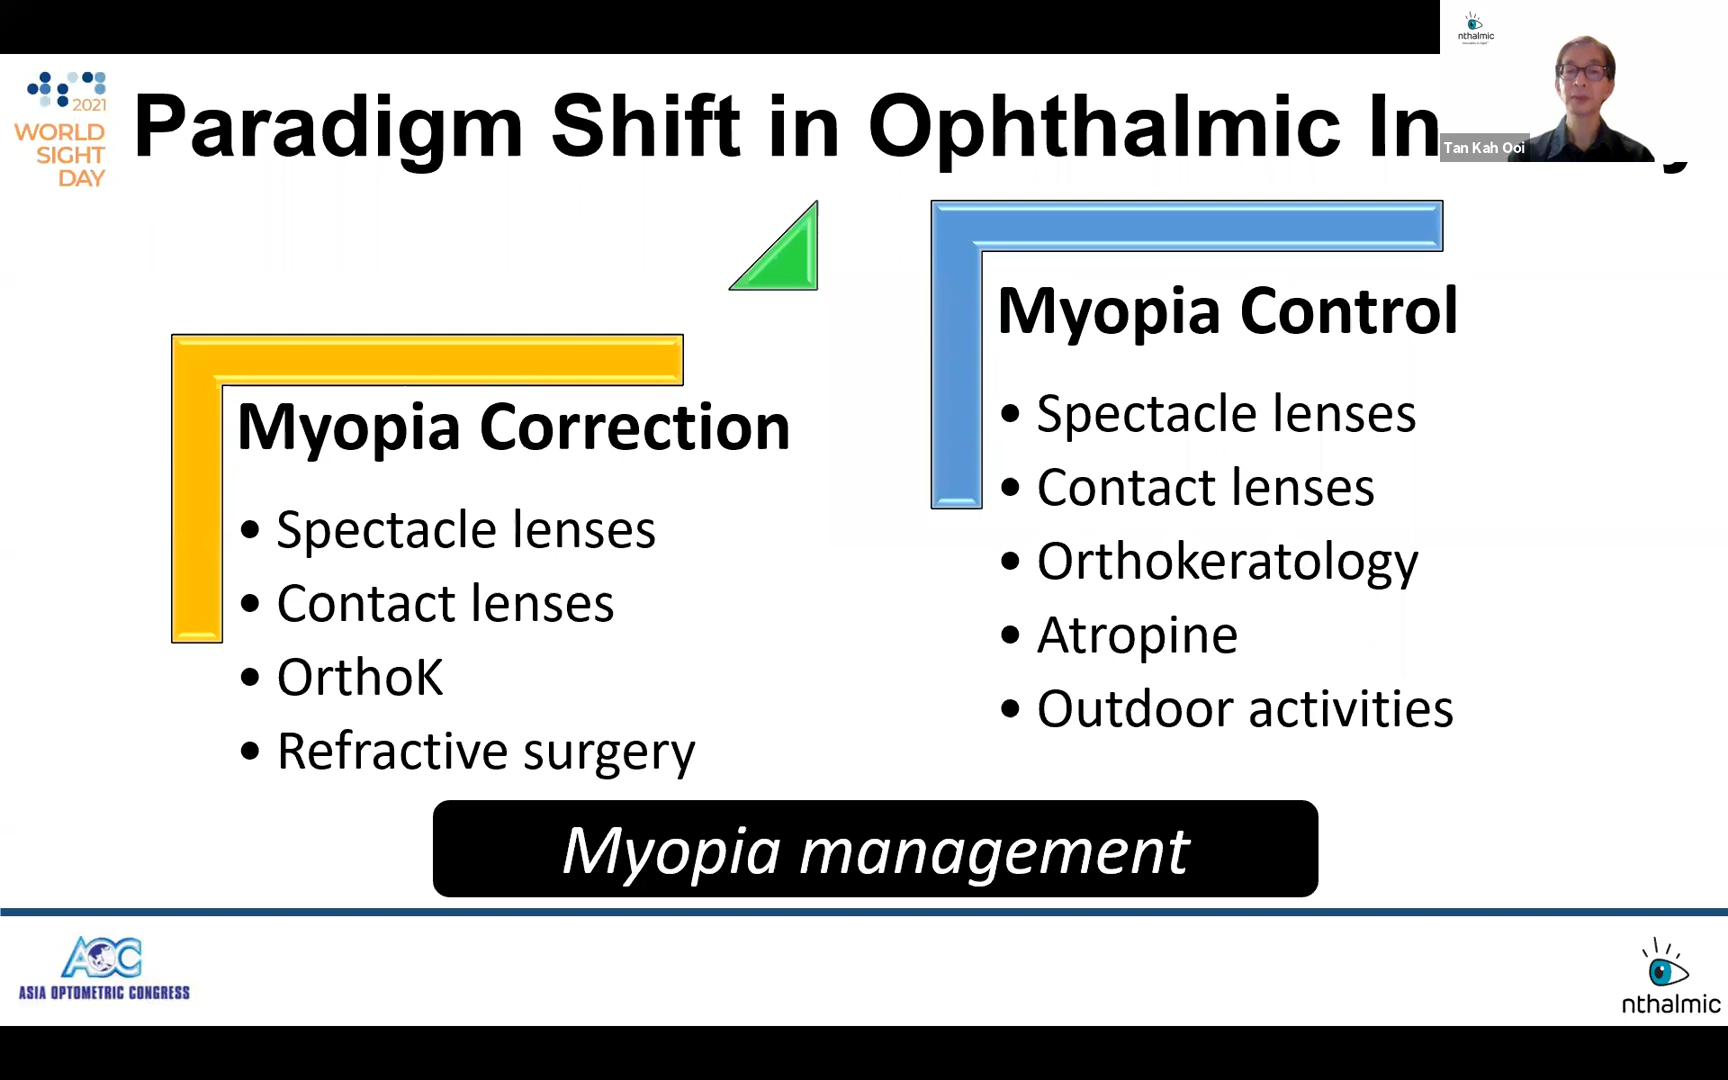 2021
WORLD
SIGHT
DAY
Paradigm Shift in Ophthalmic In
nthalmic
Tan Kah Ooi
Myopia Correction
• Spectacle lenses
• Contact lenses
• OrthoK
• Refractive surgery
Myopia Control
• Spectacle lenses
• Contact lenses
• Orthokeratology
• Atropine
• Outdoor activities
Myopia management
AOC
ASIA OPTOMETRIC CONGRESS
nthalmic